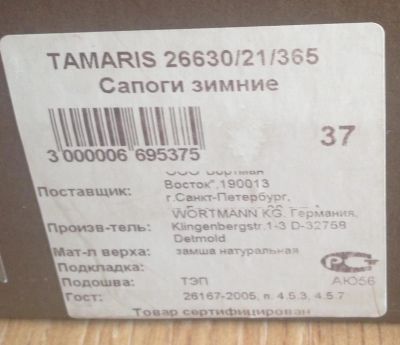 TAMARIS 26630/21/365
Сапоги зимние
3 000006 695375
37
ООО "Вортман
Поставщик: Восток",190013
г.Санкт-Петербург,
WORTMANN KG. Германия,
Произв-тель: Klingenbergstr.1-3 D-32758
Detmold
Мат-л верха: замша натуральная
Подкладка:
Подошва: ТЭП
АЮ56
Гост: 26167-2005, п. 4.5.3, 4.5.7
Товар сертифицирован